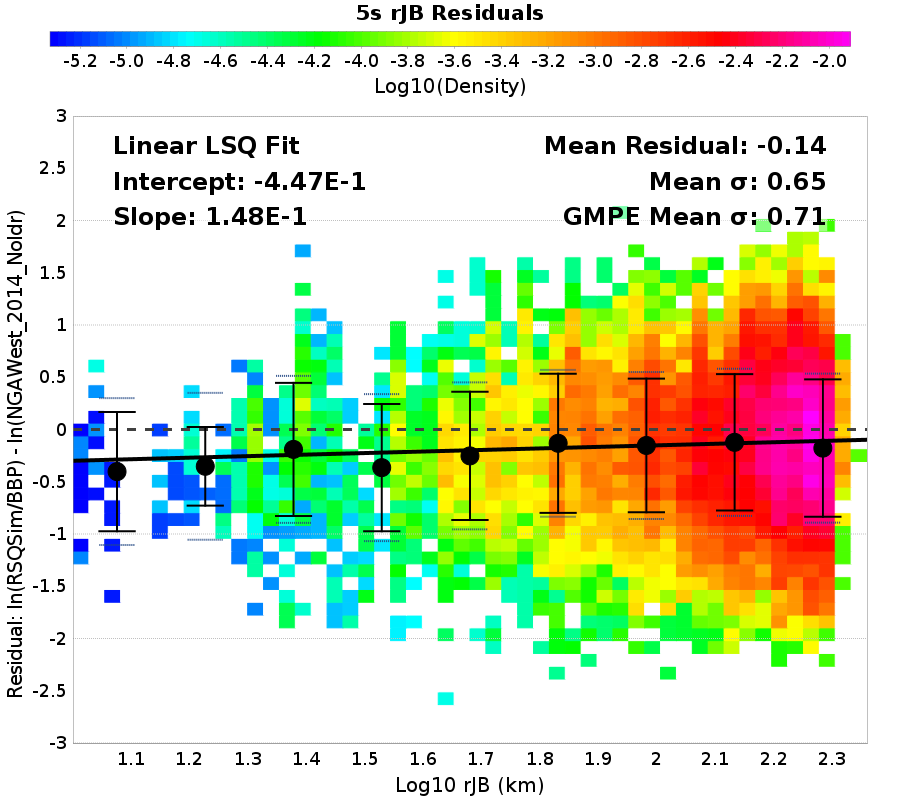 5s rJB Residuals
-5.2 -5.0 -4.8 -4.6 -4.4 -4.2 -4.0 -3.8 -3.6 -3.4 -3.2 -3.0 -2.8 -2.6 -2.4 -2.2 -2.0
Log10(Density)
Linear LSQ Fit
Intercept: -4.47E-1
Slope: 1.48E-1
Mean Residual: -0.14
Mean σ: 0.65
GMPE Mean σ: 0.71
Residual: ln(RSQSim/BBP) - ln(NGAWest_2014_NoIdr)
3
2.5
2
1.5
1
0.5
0
-0.5
-1
-1.5
-2
-2.5
-3
1.1 1.2 1.3 1.4 1.5 1.6 1.7 1.8 1.9 2 2.1 2.2 2.3
Log10 rJB (km)